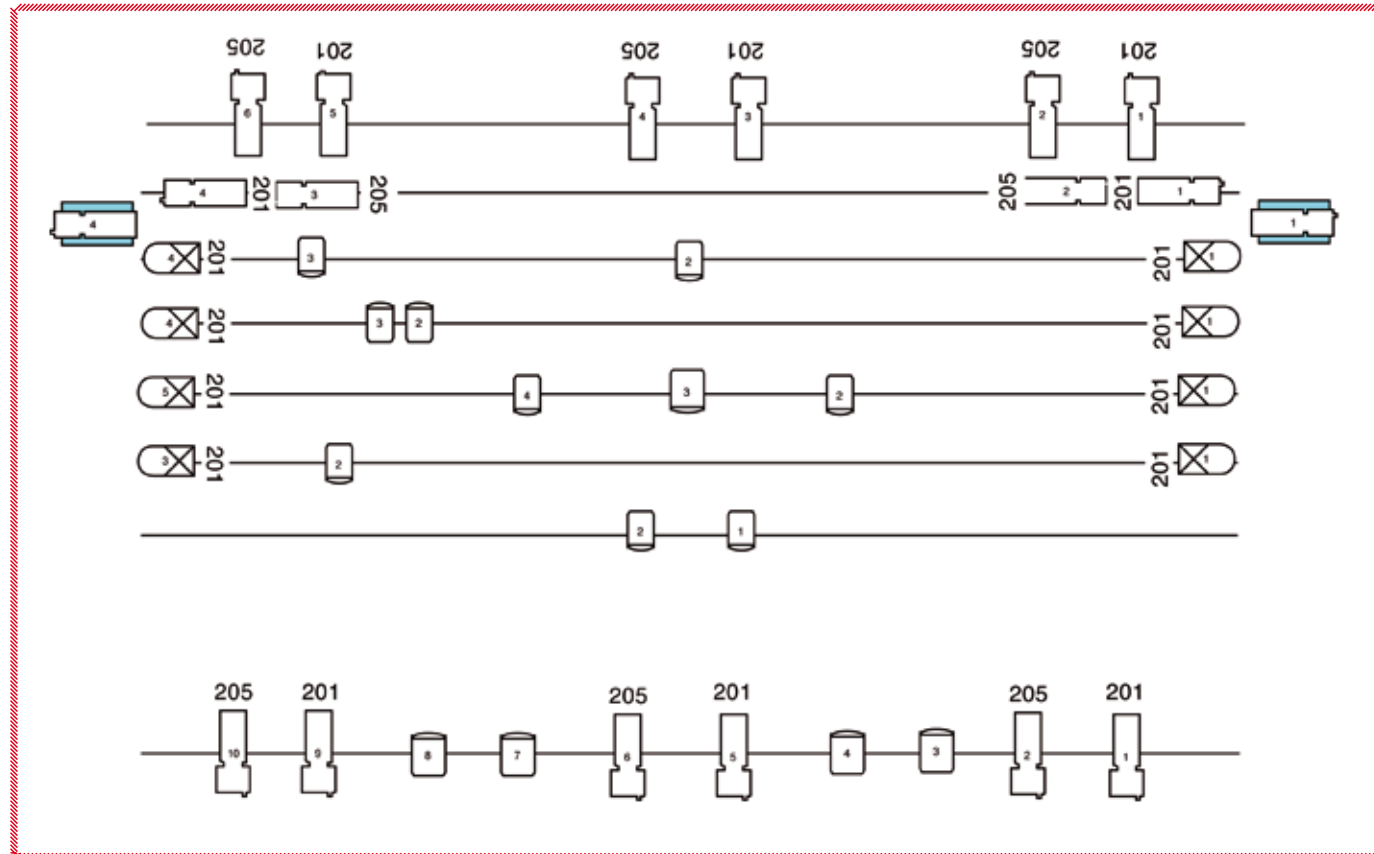 205 201 205 201 205 201
6 5 4 3 2 1
4 201 3 205 205 2 201 1
4 1
4 201 3 2 201 1
4 201 3 2 201 1
5 201 4 3 2 201 1
3 201 2 201 1
2 1
205 201 205 201 205 201
10 9 8 7 6 5 4 3 2 1